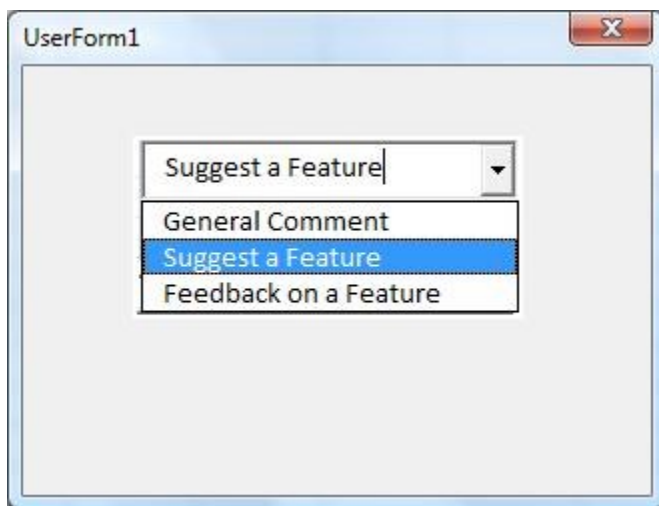 UserForm1
Suggest a Feature
General Comment
Suggest a Feature
Feedback on a Feature